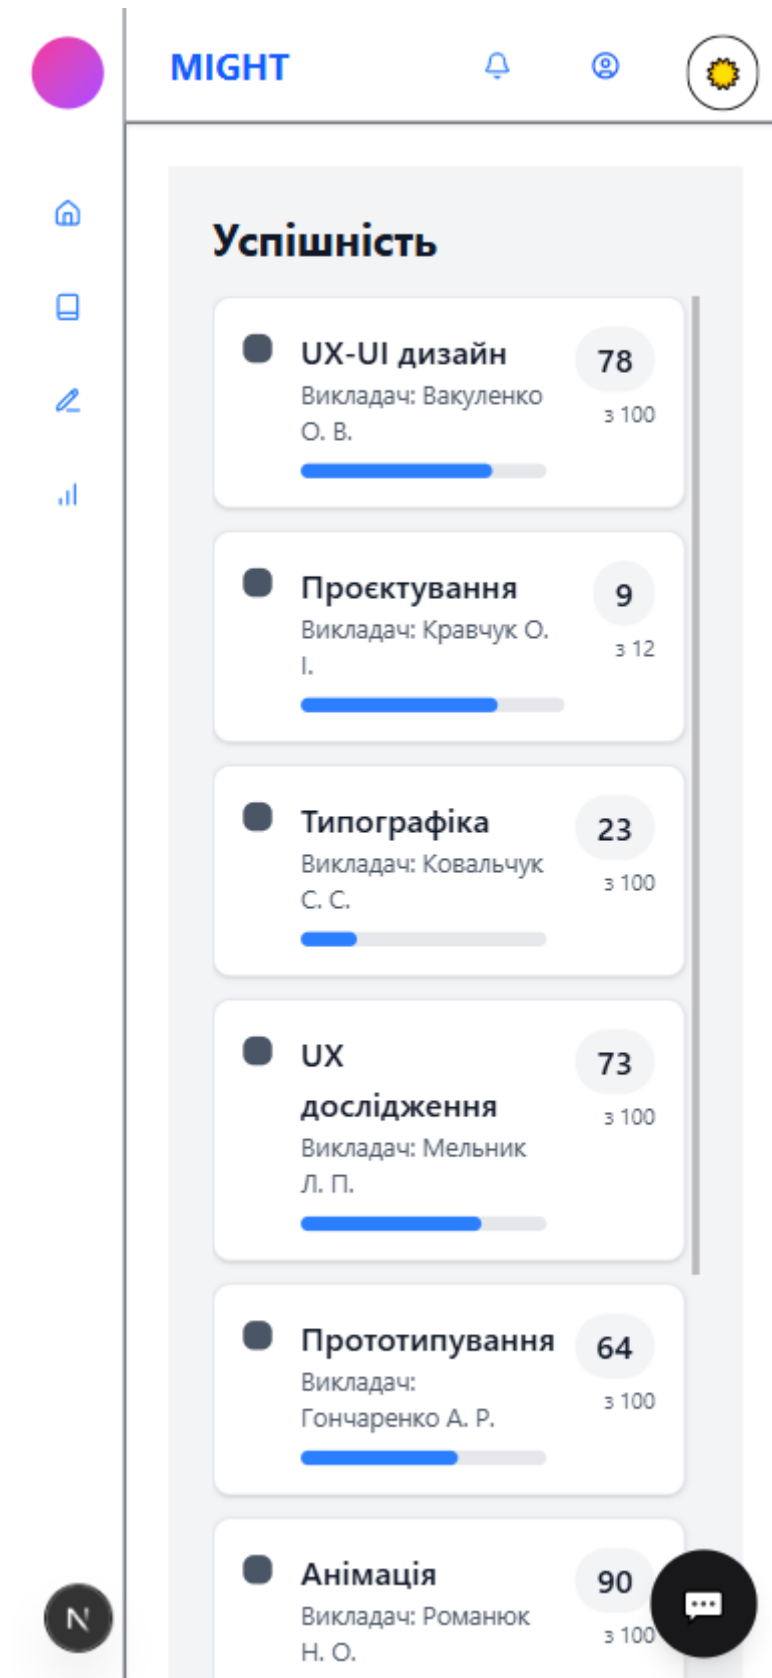 MIGHT
Успішність
UX-UI дизайн
78
Викладач: Вакуленко
О. В.
з 100
Проєктування
9
Викладач: Кравчук О.
І.
з 12
Типографіка
23
Викладач: Ковальчук
С. С.
з 100
UX
дослідження
73
Викладач: Мельник
Л. П.
з 100
Прототипування
64
Викладач:
Гончаренко А. Р.
з 100
Анімація
90
Викладач: Романюк
Н. О.
з 100
N